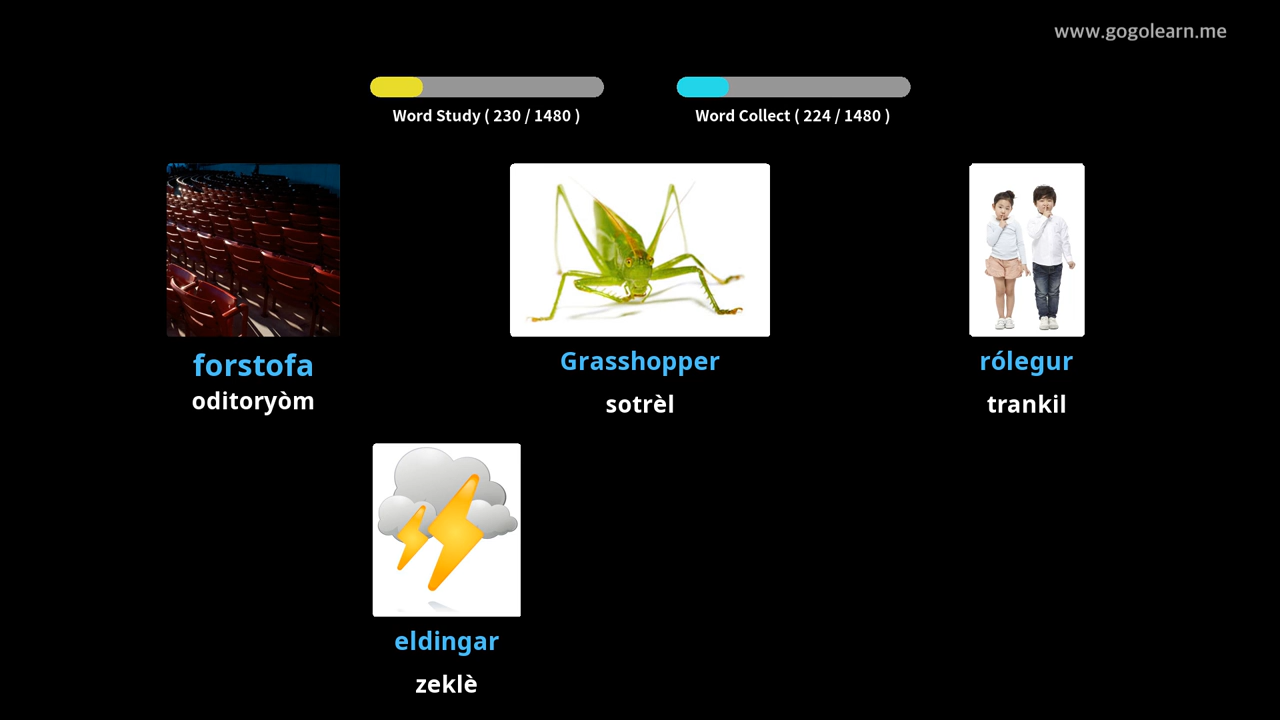 www.gogolearn.me
Word Study ( 230 / 1480 )
Word Collect ( 224 / 1480 )
forstofa
oditoryòm
Grasshopper
sotrèl
rólegur
trankil
eldingar
zeklè